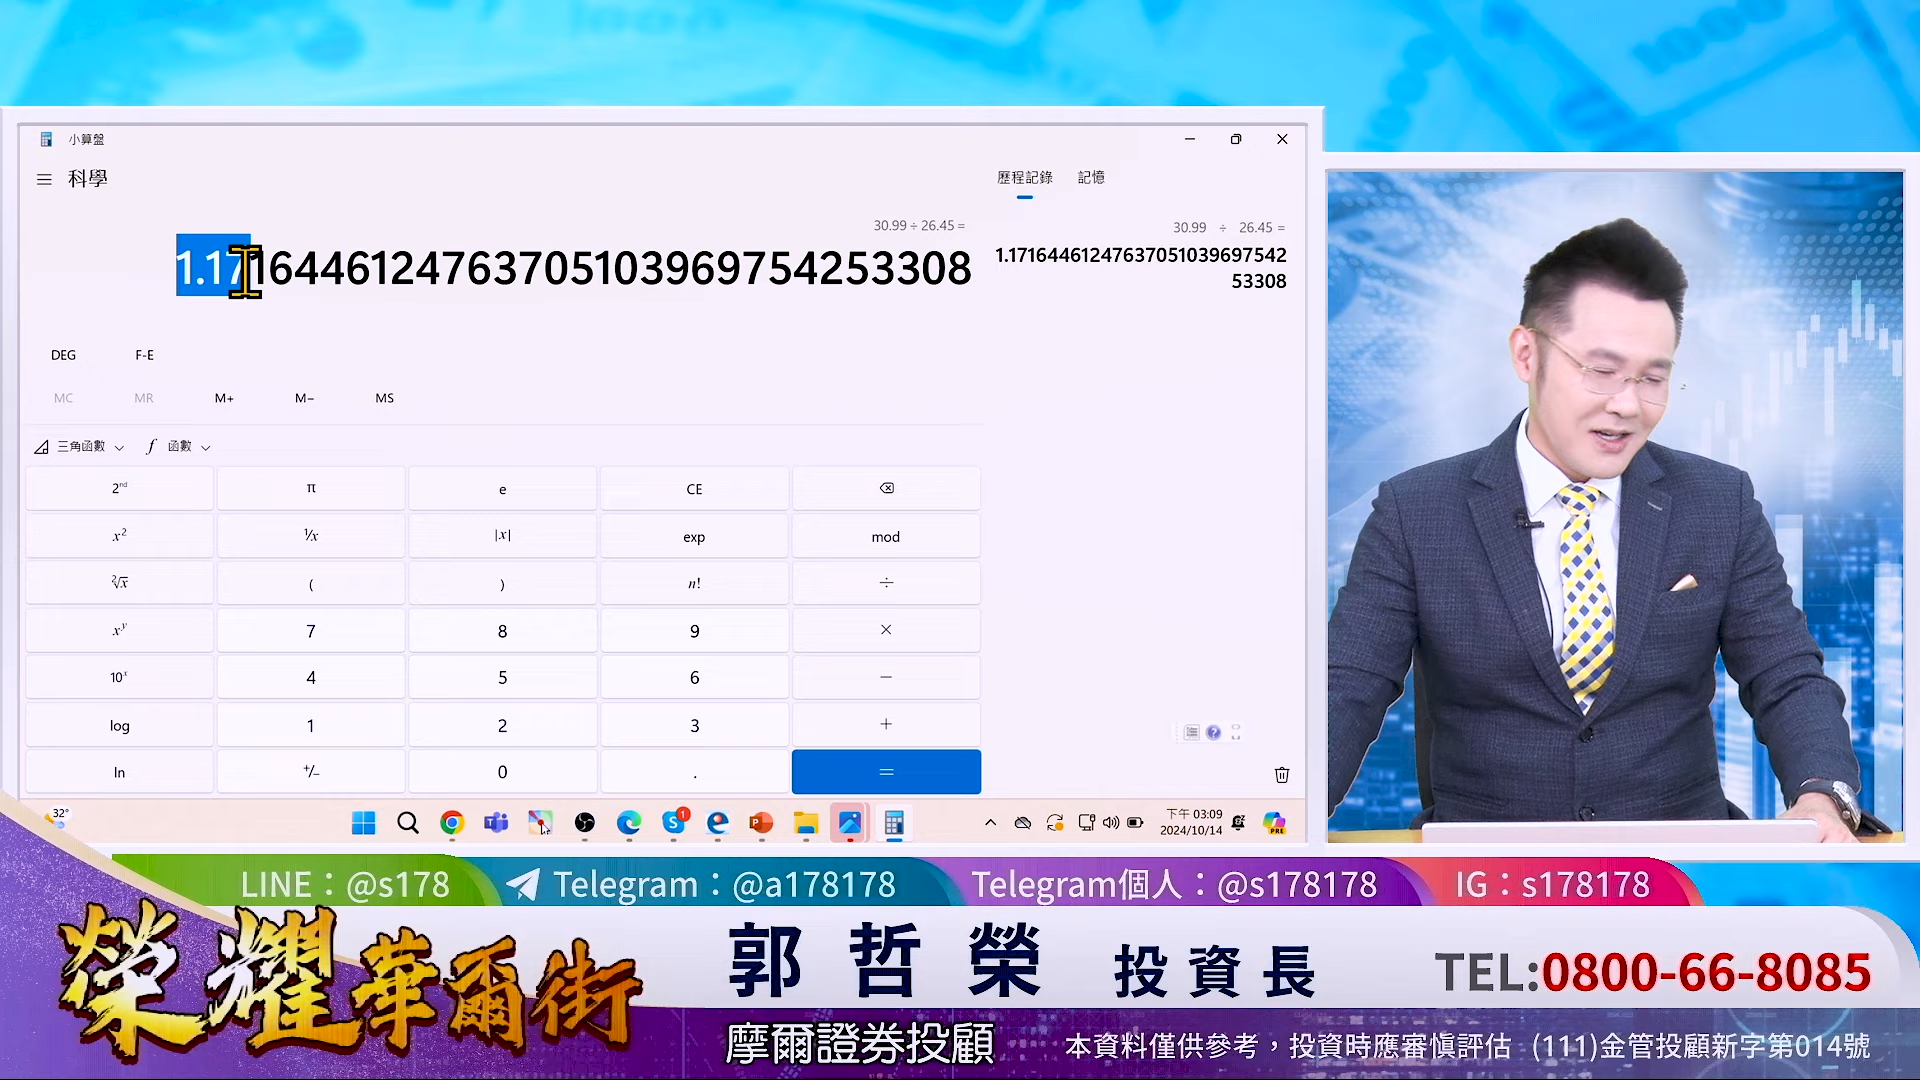 小算盤
科學
歷程記錄 記憶
30.99 ÷ 26.45 =
1.1716446124763705103969754253308
30.99 ÷ 26.45 =
1.17164461247637051039697542
53308
DEG F-E
MC MR M+ M− MS
三角函數 f 函數
2nd π e CE
x² ¹/x |x| exp mod
²√x ( ) n! ÷
xʸ 7 8 9 ×
10ˣ 4 5 6 −
log 1 2 3 +
ln +/− 0 . =
32°
1
PRE
下午 03:09
2024/10/14
LINE：@s178
Telegram：@a178178
Telegram個人：@s178178
IG：s178178
榮耀華爾街
郭哲榮 投資長
TEL:0800-66-8085
摩爾證券投顧
本資料僅供參考，投資時應審慎評估 (111)金管投顧新字第014號